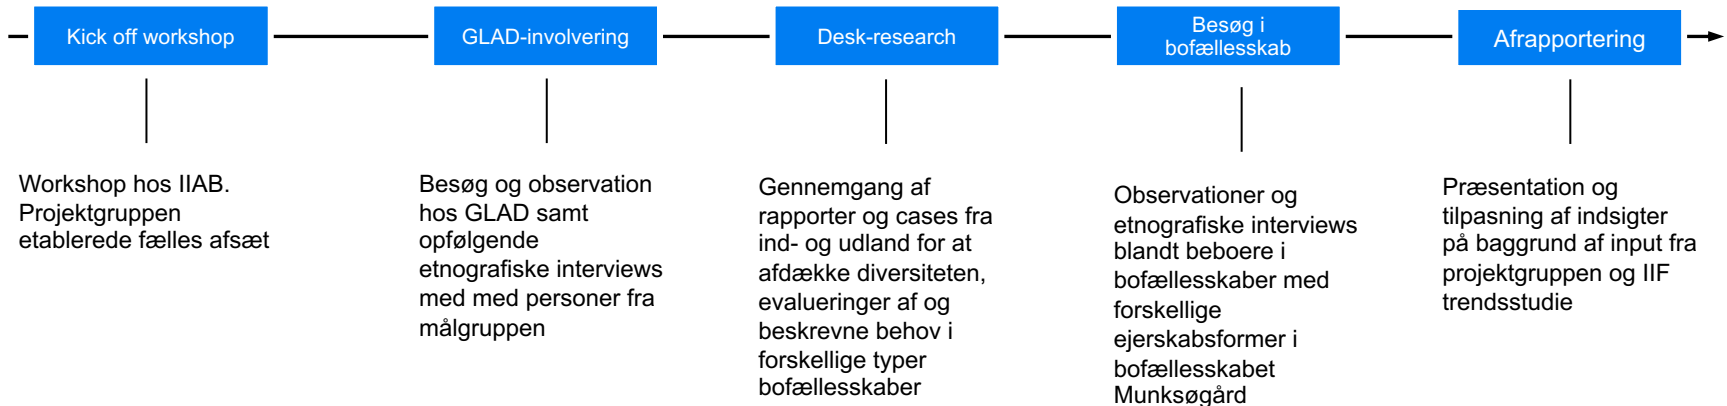 Kick off workshop
GLAD-involvering
Desk-research
Besøg i
bofællesskab
Afrapportering
Workshop hos IIAB.
Projektgruppen
etablerede fælles afsæt
Besøg og observation
hos GLAD samt
opfølgende
etnografiske interviews
med med personer fra
målgruppen
Gennemgang af
rapporter og cases fra
ind- og udland for at
afdække diversiteten,
evalueringer af og
beskrevne behov i
forskellige typer
bofællesskaber
Observationer og
etnografiske interviews
blandt beboere i
bofællesskaber med
forskellige
ejerskabsformer i
bofællesskabet
Munksøgård
Præsentation og
tilpasning af indsigter
på baggrund af input fra
projektgruppen og IIF
trendsstudie